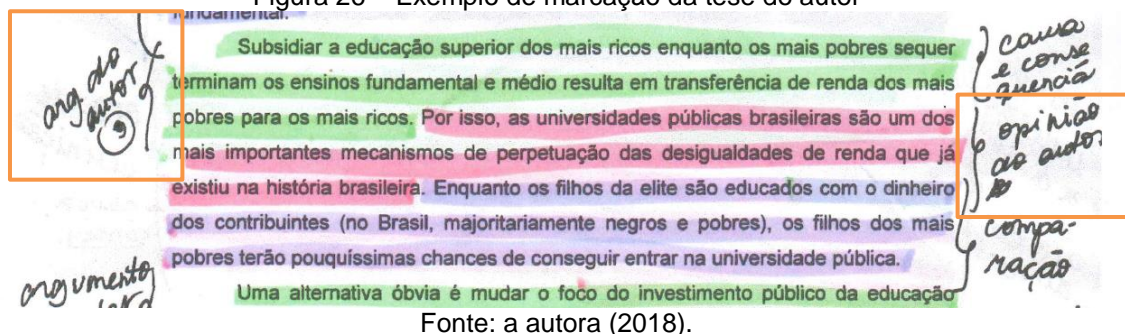 Figura 26 – Exemplo de marcação da tese do autor
fundamental.
Subsidiar a educação superior dos mais ricos enquanto os mais pobres sequer
terminam os ensinos fundamental e médio resulta em transferência de renda dos mais
pobres para os mais ricos. Por isso, as universidades públicas brasileiras são um dos
mais importantes mecanismos de perpetuação das desigualdades de renda que já
existiu na história brasileira. Enquanto os filhos da elite são educados com o dinheiro
dos contribuintes (no Brasil, majoritariamente negros e pobres), os filhos dos mais
pobres terão pouquíssimas chances de conseguir entrar na universidade pública.
Uma alternativa óbvia é mudar o foco do investimento público da educação
arg. do
autor
argumento
causa
e conse
quencia
opinião
do autor
compa-
ração
Fonte: a autora (2018).